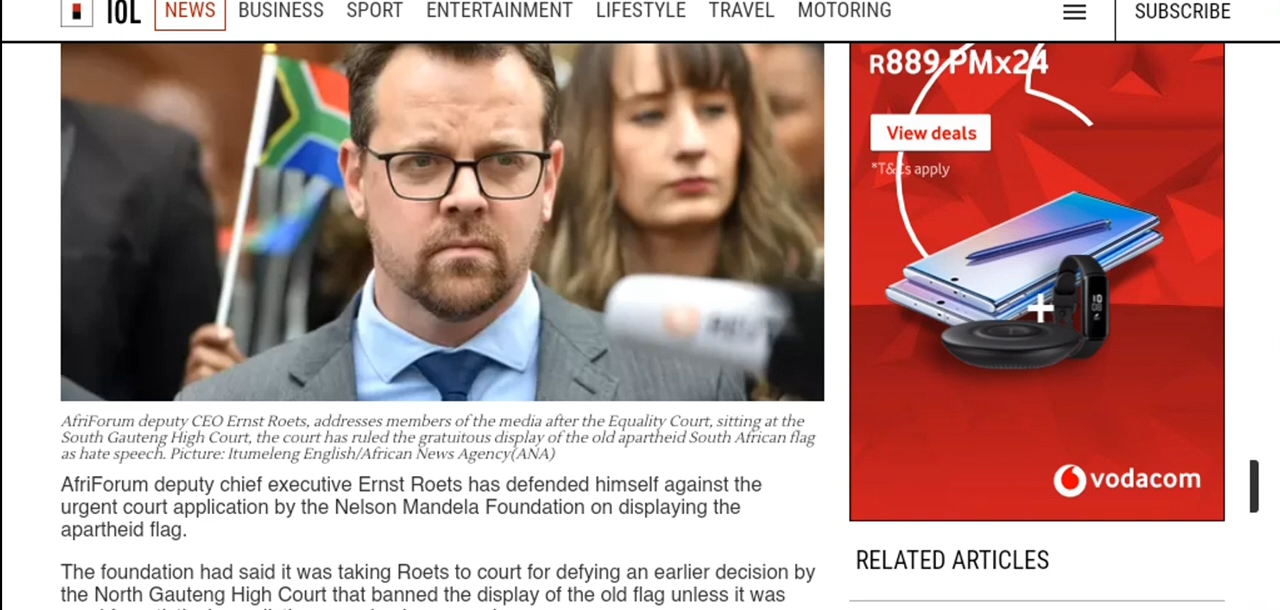 IOL NEWS BUSINESS SPORT ENTERTAINMENT LIFESTYLE TRAVEL MOTORING SUBSCRIBE
R889 PMx24
View deals
*T&Cs apply
vodacom
AfriForum deputy CEO Ernst Roets, addresses members of the media after the Equality Court, sitting at the
South Gauteng High Court, the court has ruled the gratuitous display of the old apartheid South African flag
as hate speech. Picture: Itumeleng English/African News Agency(ANA)
AfriForum deputy chief executive Ernst Roets has defended himself against the
urgent court application by the Nelson Mandela Foundation on displaying the
apartheid flag.
The foundation had said it was taking Roets to court for defying an earlier decision by
the North Gauteng High Court that banned the display of the old flag unless it was
RELATED ARTICLES